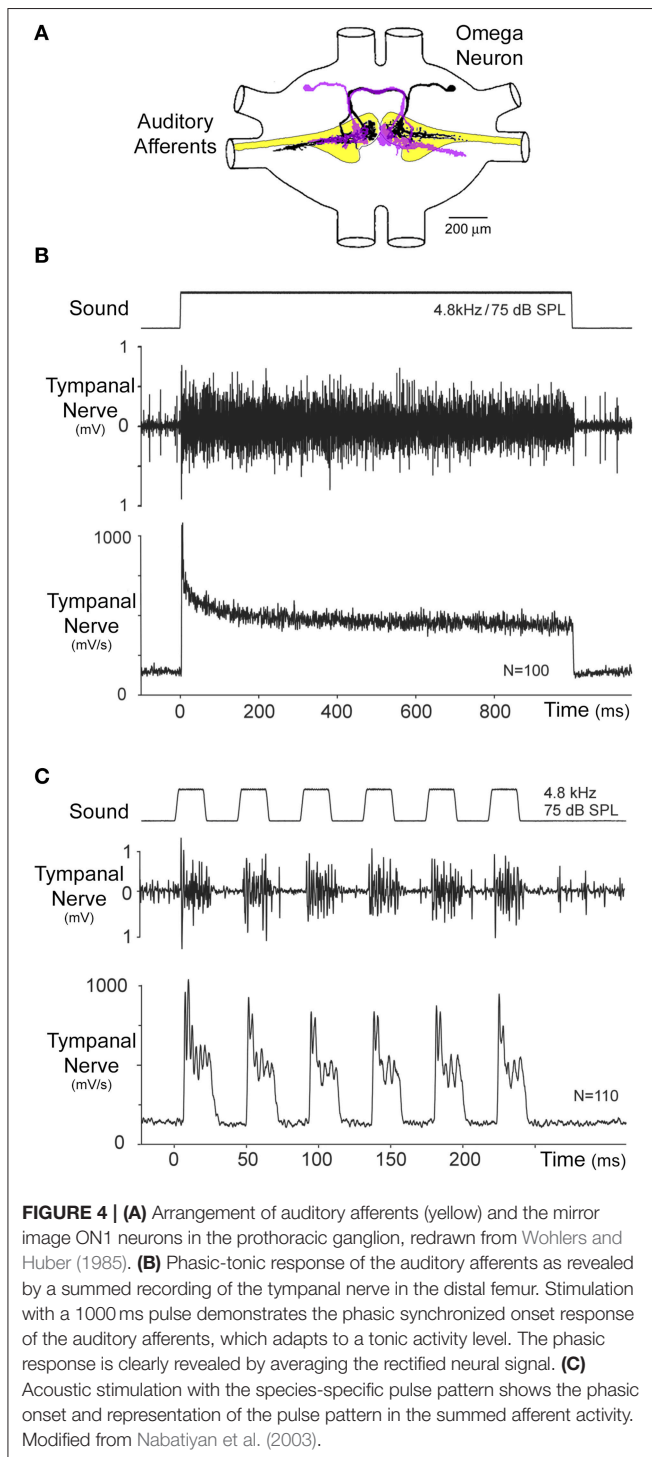 A
Omega
Neuron
Auditory
Afferents
200 μm
B
Sound
4.8kHz / 75 dB SPL
1
Tympanal
Nerve
(mV)
0
1
1000
Tympanal
Nerve
(mV/s)
N=100
0
0 200 400 600 800 Time (ms)
C
Sound
4.8 kHz
75 dB SPL
1
Tympanal
Nerve
(mV)
0
1
1000
Tympanal
Nerve
(mV/s)
N=110
0
0 50 100 150 200 Time (ms)
FIGURE 4 | (A) Arrangement of auditory afferents (yellow) and the mirror
image ON1 neurons in the prothoracic ganglion, redrawn from Wohlers and
Huber (1985). (B) Phasic-tonic response of the auditory afferents as revealed
by a summed recording of the tympanal nerve in the distal femur. Stimulation
with a 1000 ms pulse demonstrates the phasic synchronized onset response
of the auditory afferents, which adapts to a tonic activity level. The phasic
response is clearly revealed by averaging the rectified neural signal. (C)
Acoustic stimulation with the species-specific pulse pattern shows the phasic
onset and representation of the pulse pattern in the summed afferent activity.
Modified from Nabatiyan et al. (2003).